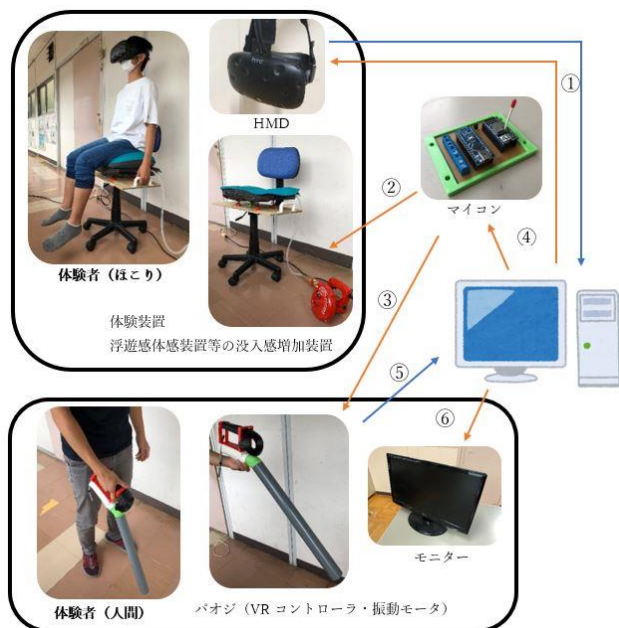 HMD
①
②
マイコン
④
体験者（ほこり）
③
体験装置
浮遊感体感装置等の没入感増加装置
⑤
⑥
モニター
体験者（人間）
パオジ（VR コントローラ・振動モータ）